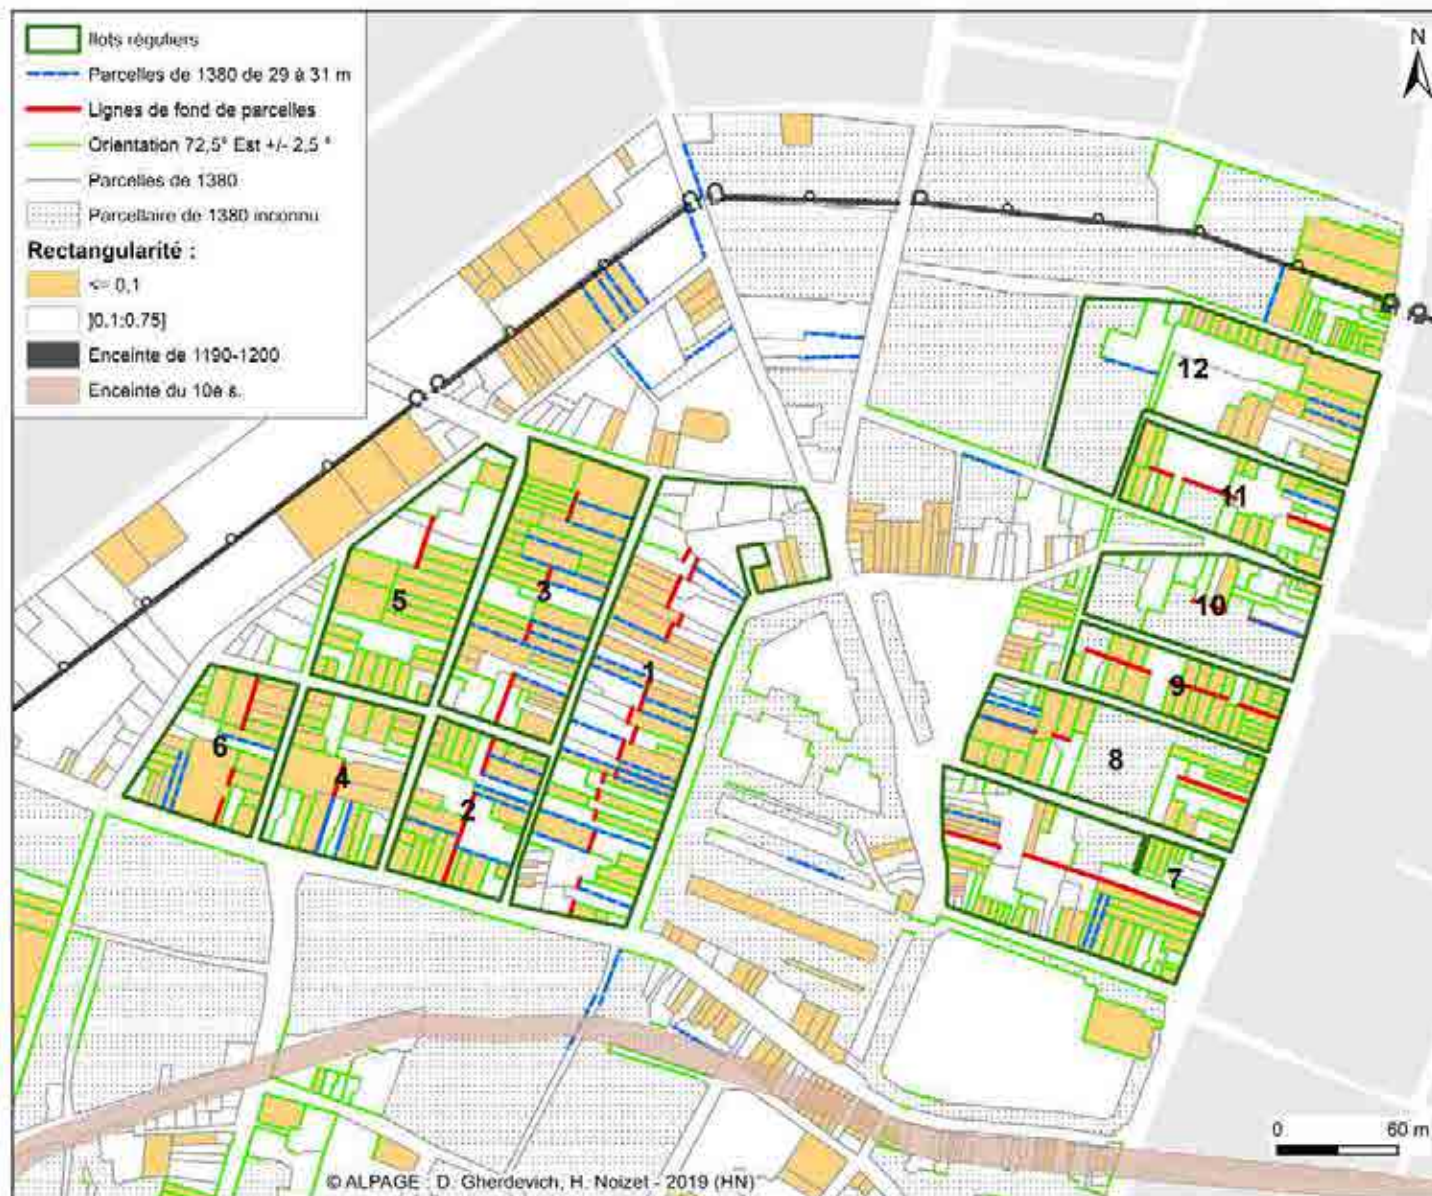 Ilots réguliers
Parcelles de 1380 de 29 à 31 m
Lignes de fond de parcelles
Orientation 72,5° Est +/- 2,5 °
Parcelles de 1380
Parcellaire de 1380 inconnu
Rectangularité :
<= 0,1
]0.1:0.75]
Enceinte de 1190-1200
Enceinte du 10e s.
N
12
11
5
3
10
1
9
6
4
2
8
7
0 60 m
© ALPAGE : D. Gherdevich, H. Noizet - 2019 (HN)